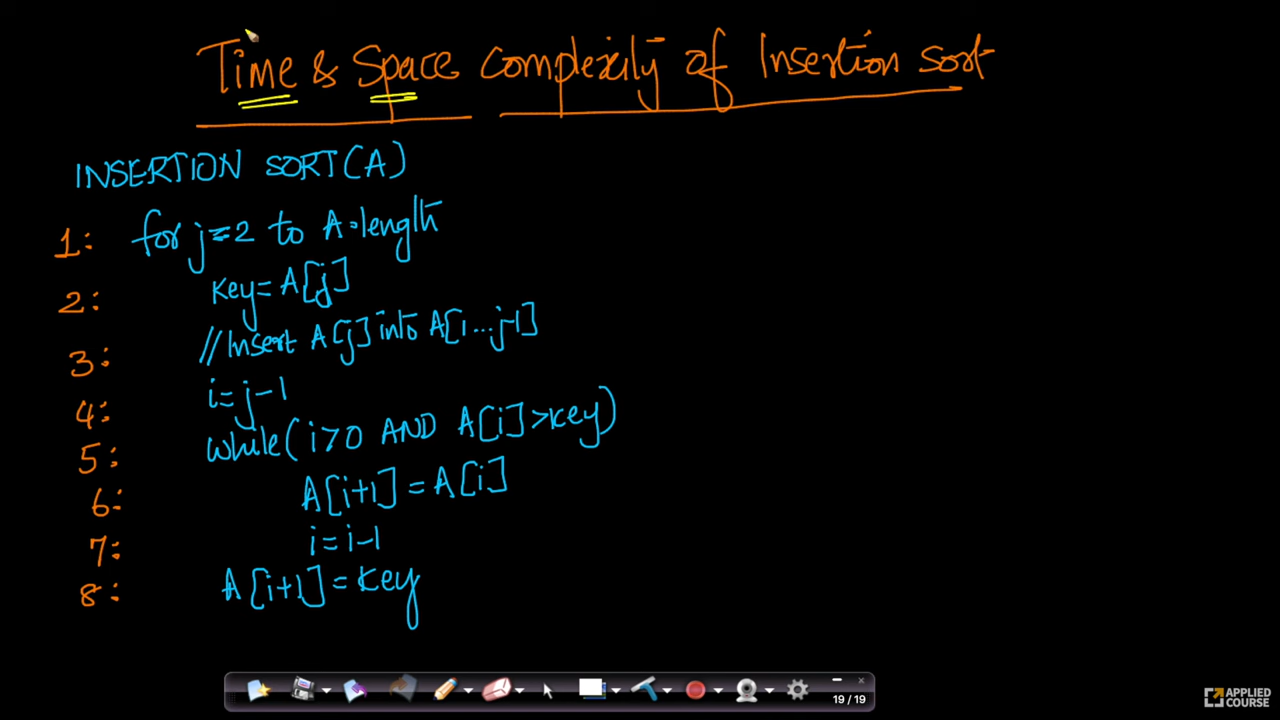 Time & Space complexity of Insertion sort
INSERTION SORT(A)
1: for j=2 to A.length
2: key=A[j]
3: //Insert A[j] into A[1...j-1]
4: i=j-1
5: while(i>0 AND A[i]>key)
6: A[i+1]=A[i]
7: i=i-1
8: A[i+1]=key
19/19
APPLIED
COURSE